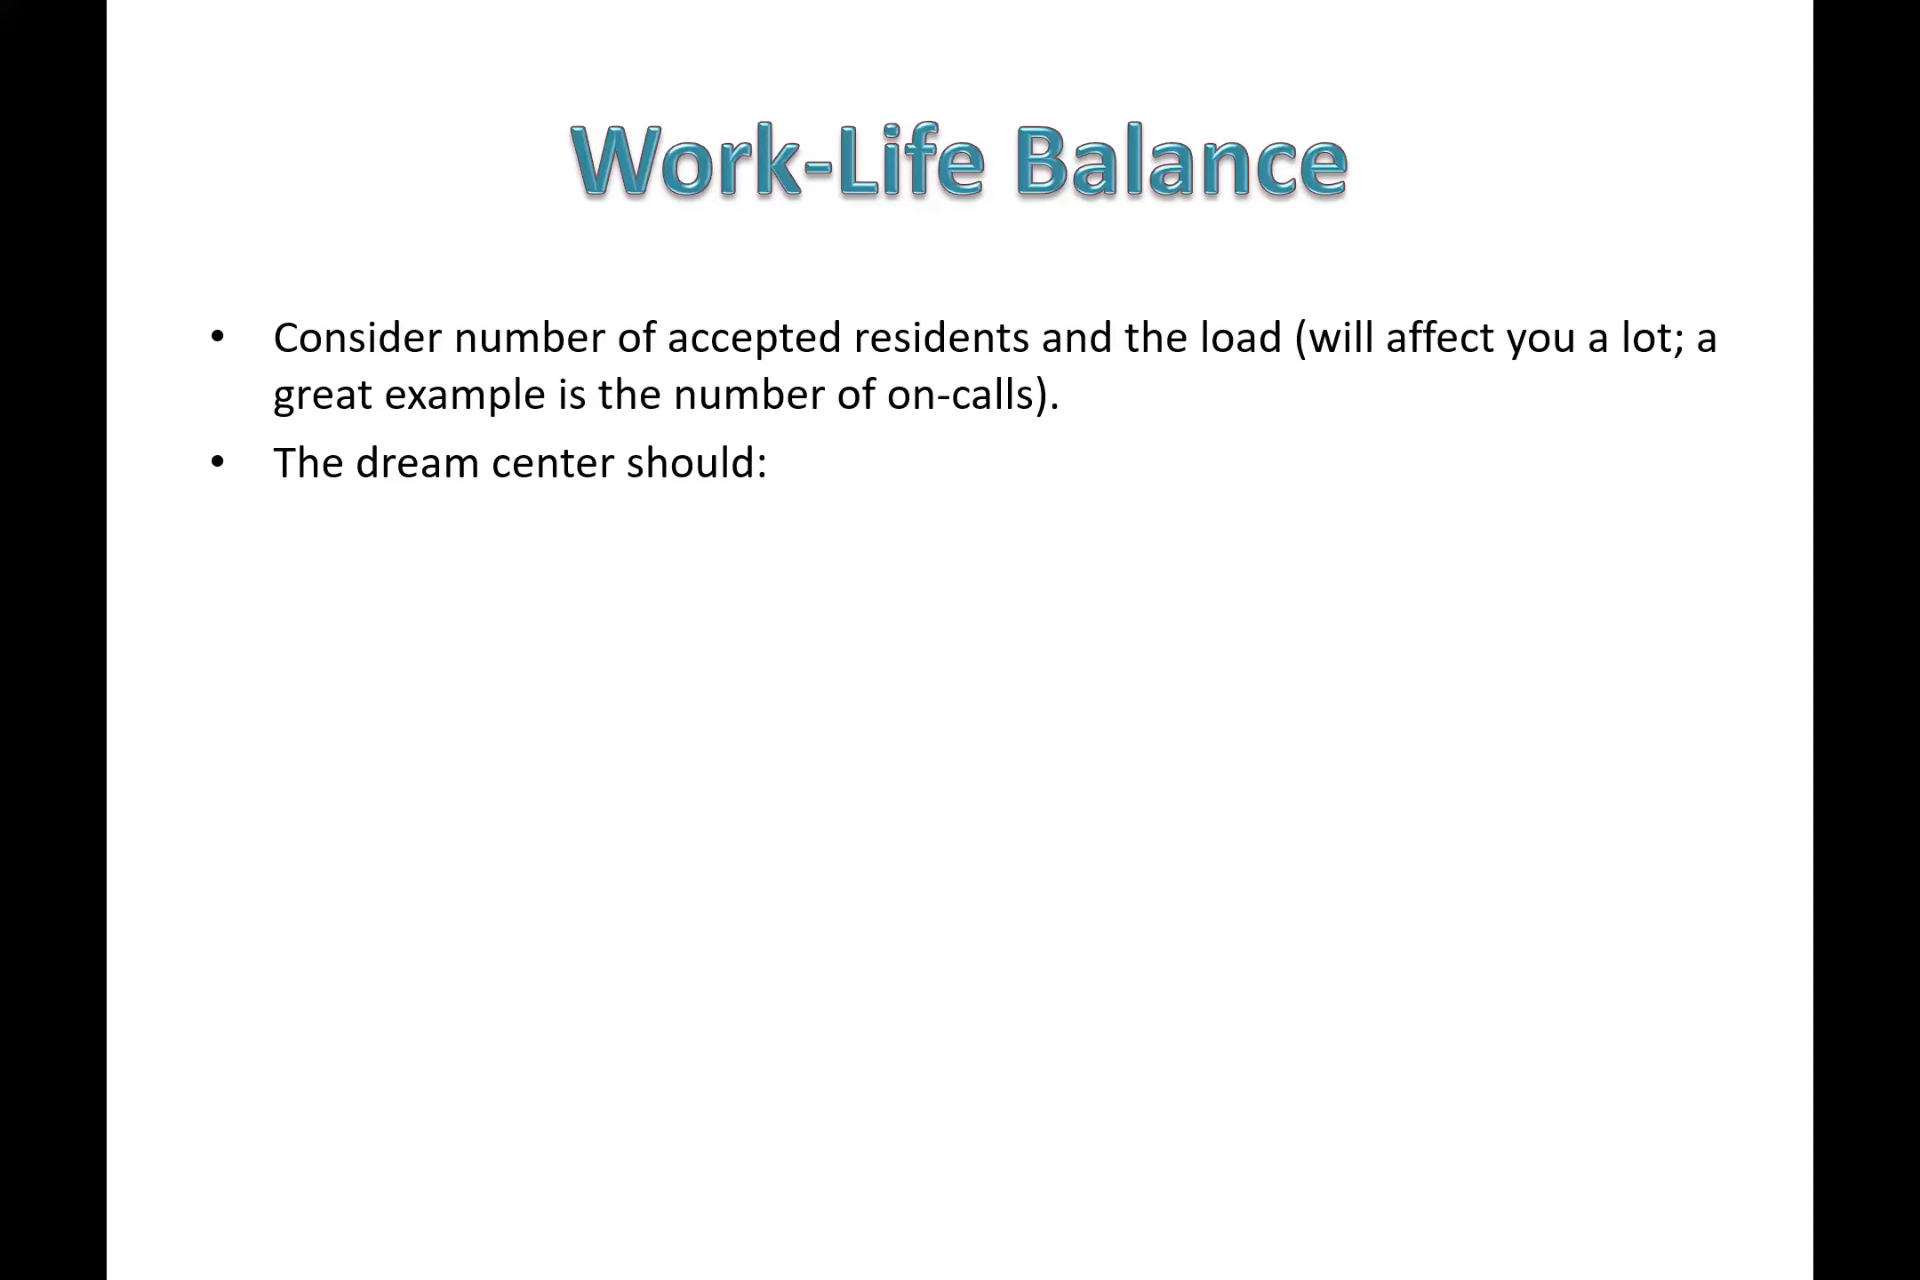 Work-Life Balance
• Consider number of accepted residents and the load (will affect you a lot; a
great example is the number of on-calls).
• The dream center should: